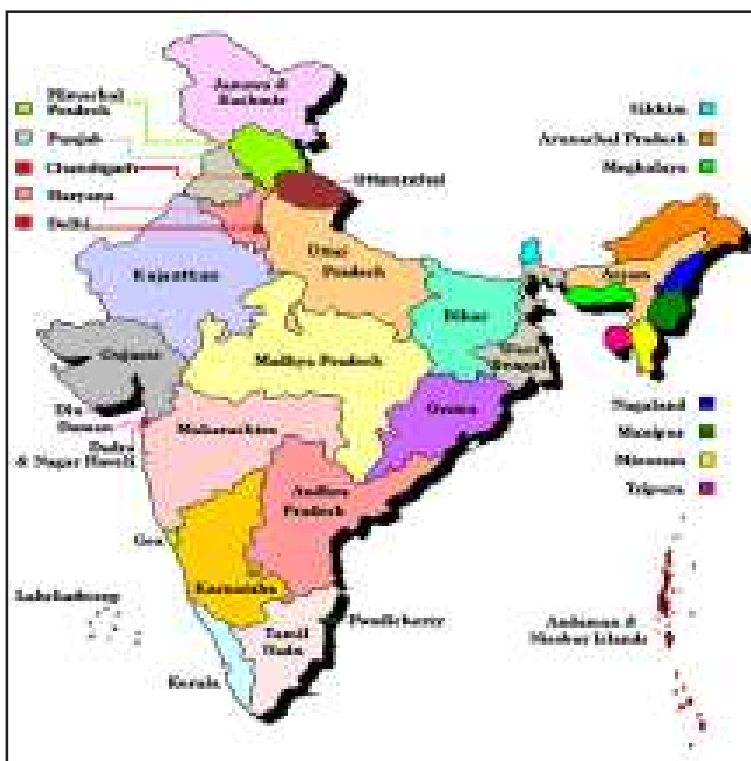 Jammu &
Kashmir
Himachal
Pradesh
Punjab
Chandigarh
Haryana
Delhi
Uttaranchal
Sikkim
Arunachal Pradesh
Meghalaya
Rajasthan
Uttar
Pradesh
Bihar
Assam
Gujarat
Madhya Pradesh
West
Bengal
Orissa
Diu
Daman
Dadra
& Nagar Haveli
Maharashtra
Nagaland
Manipur
Mizoram
Tripura
Andhra
Pradesh
Goa
Karnataka
Lakshadweep
Pondicherry
Tamil
Nadu
Kerala
Andaman &
Nicobar Islands